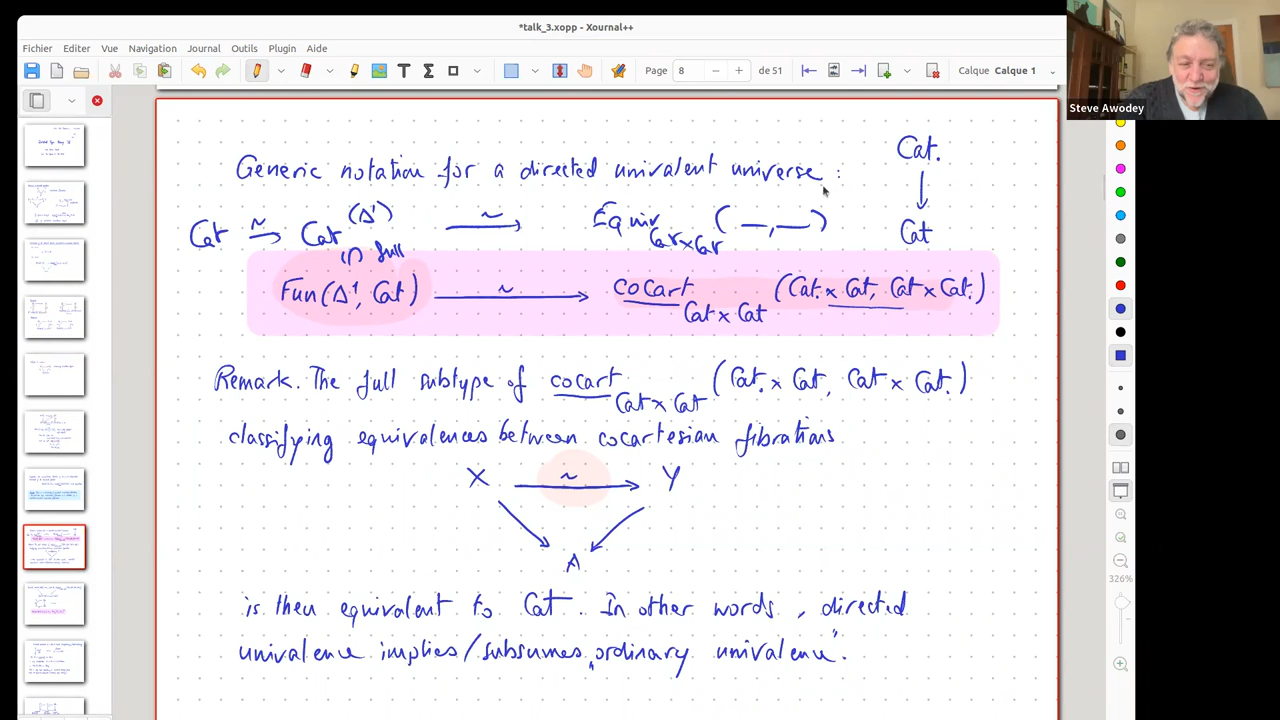 *talk_3.xopp - Xournal++
Fichier Editer Vue Navigation Journal Outils Plugin Aide
Page 8 de 51 Calque Calque 1
Steve Awodey
Generic notation for a directed univalent universe :
Cat. ↓ Cat
Cat ~→ Cat^(Δ¹) ~→ Equiv_{Cat×Cat} ( — , — )
∩ full
Fun(Δ¹, Cat) ~→ cocart_{Cat×Cat} (Cat. × Cat, Cat × Cat.)
Remark. The full subtype of cocart_{Cat×Cat} (Cat. × Cat, Cat × Cat.)
classifying equivalences between cocartesian fibrations
X ~→ Y
A
is then equivalent to Cat. In other words, directed
univalence implies/subsumes "ordinary univalence".
326%